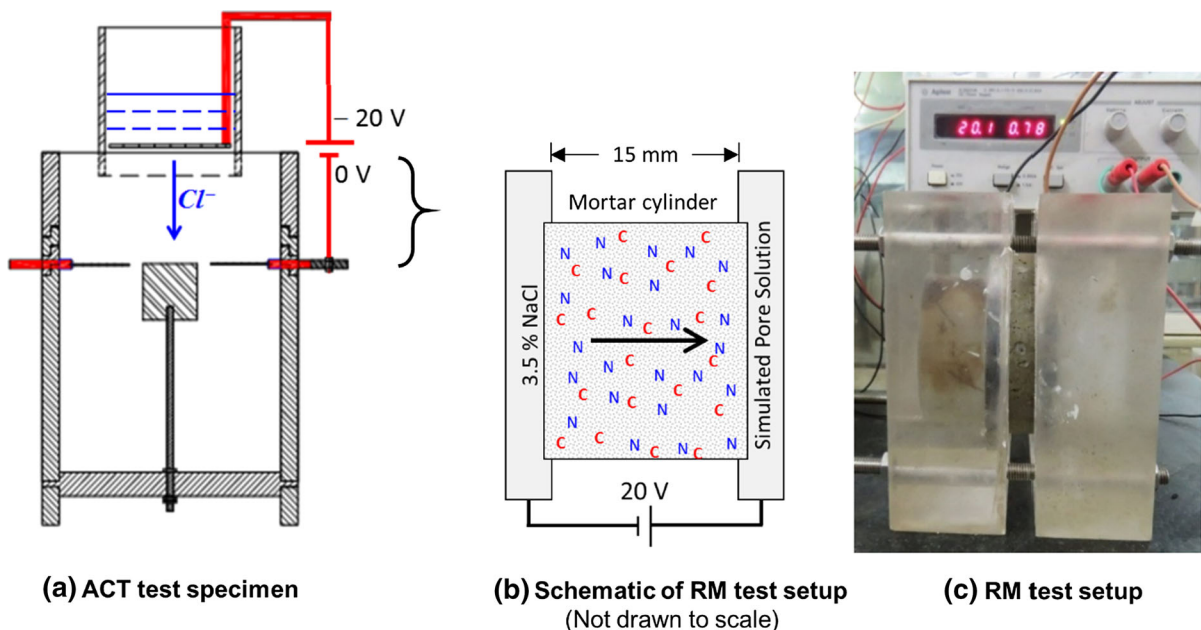 – 20 V
0 V
Cl⁻
(a) ACT test specimen
15 mm
Mortar cylinder
3.5 % NaCl
Simulated Pore Solution
N C N N N
C N C N C
N C C N C N C N
N C N
N C N C N
N C N C N C
N C C N C N C N
20 V
(b) Schematic of RM test setup
(Not drawn to scale)
Agilent
20.1 0.78
(c) RM test setup